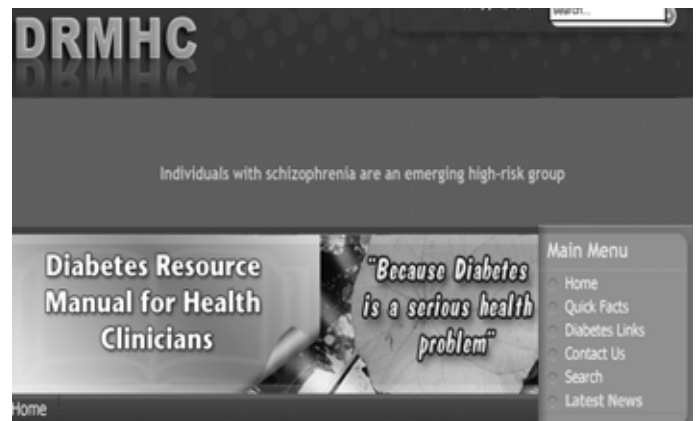 DRMHC
Search...
Individuals with schizophrenia are an emerging high-risk group
Diabetes Resource
Manual for Health
Clinicians
"Because Diabetes
is a serious health
problem"
Main Menu
Home
Quick Facts
Diabetes Links
Contact Us
Search
Latest News
Home